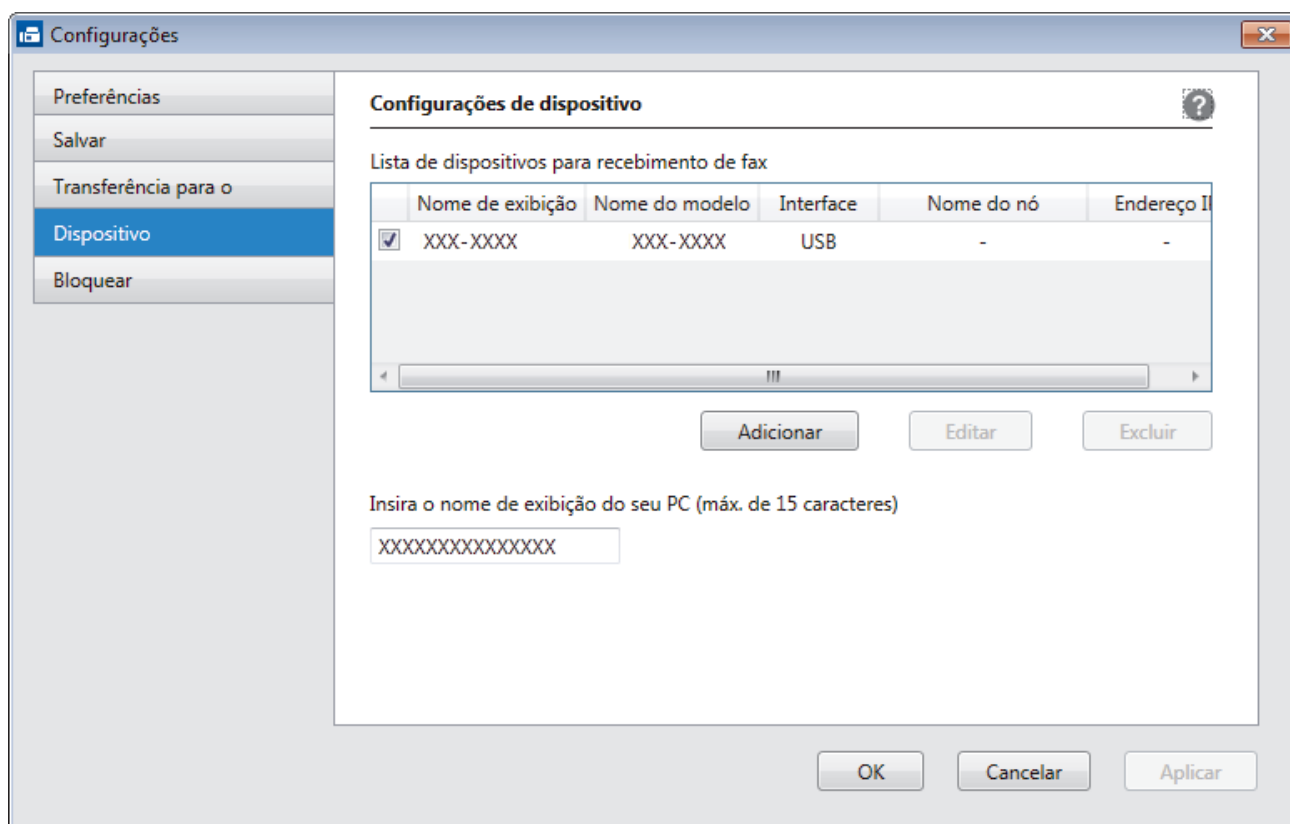 Configurações
Preferências
Salvar
Transferência para o
Dispositivo
Bloquear
Configurações de dispositivo
Lista de dispositivos para recebimento de fax
Nome de exibição Nome do modelo Interface Nome do nó Endereço II
XXX-XXXX XXX-XXXX USB - -
Adicionar Editar Excluir
Insira o nome de exibição do seu PC (máx. de 15 caracteres)
XXXXXXXXXXXXXXX
OK Cancelar Aplicar